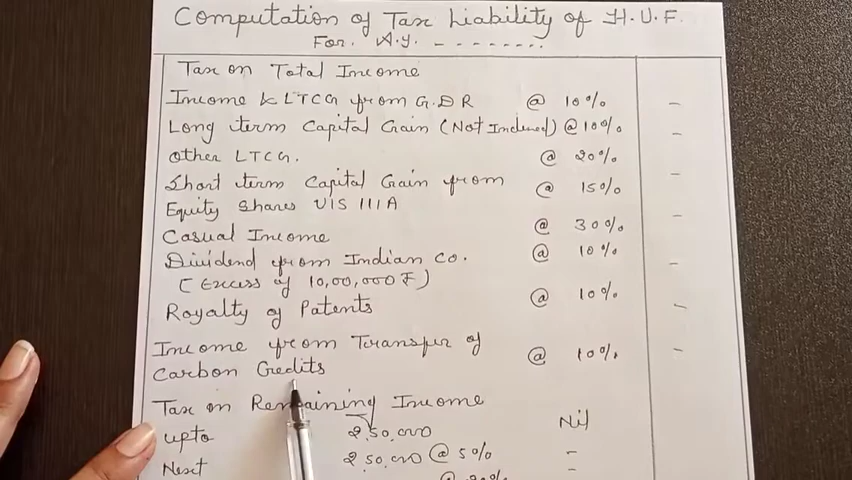 Computation of Tax Liability of H.U.F.
For. A.y. - - - - - - - -
Tax on Total Income
Income & LTCG from G.DR @ 10% -
Long term Capital Gain (Not Indexed) @ 10% -
Other LTCG. @ 20% -
Short term Capital Gain from @ 15% -
Equity Shares U/S 111A
Casual Income @ 30%
Dividend from Indian Co. @ 10% -
(Excess of 10,00,000 ₹)
Royalty of Patents @ 10% -
Income from Transfer of @ 10% -
Carbon Credits
Tax on Remaining Income
upto 2,50,000 Nil
Next 2,50,000 @ 5% -